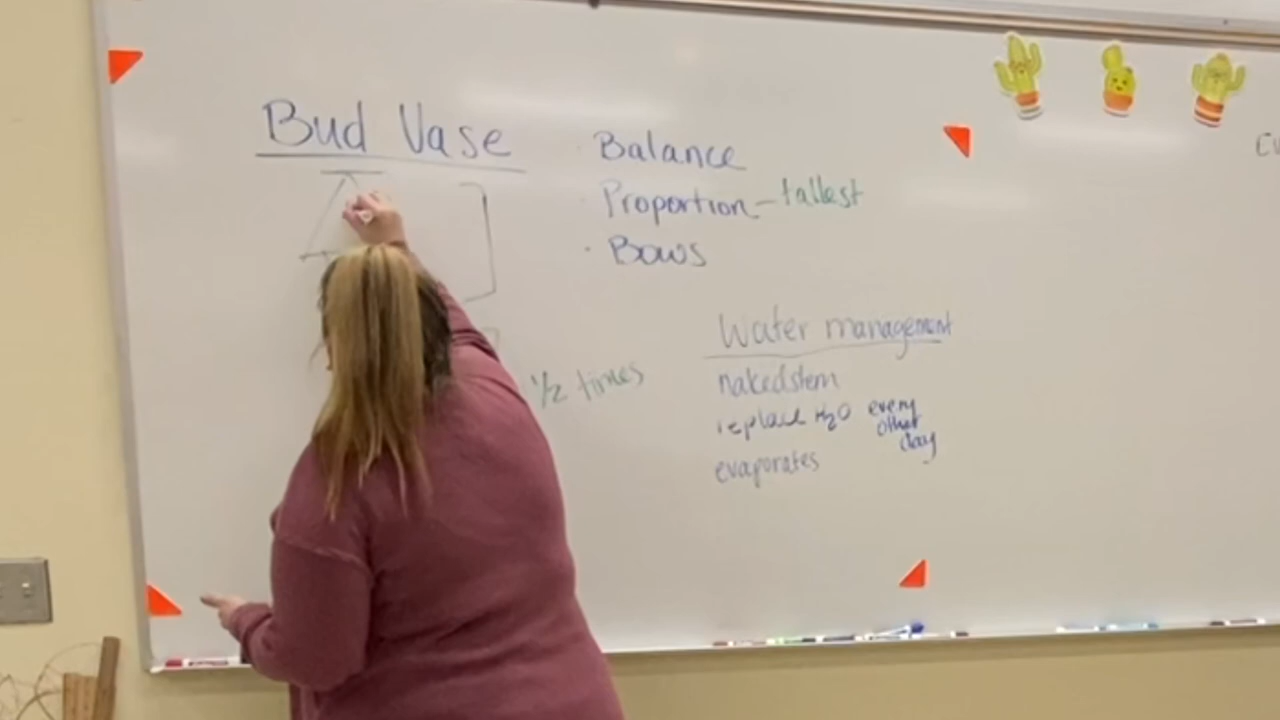 Bud Vase
Balance
Proportion - tallest
Bows
1/2 times
Water management
naked stem
replace H2O every other day
evaporates